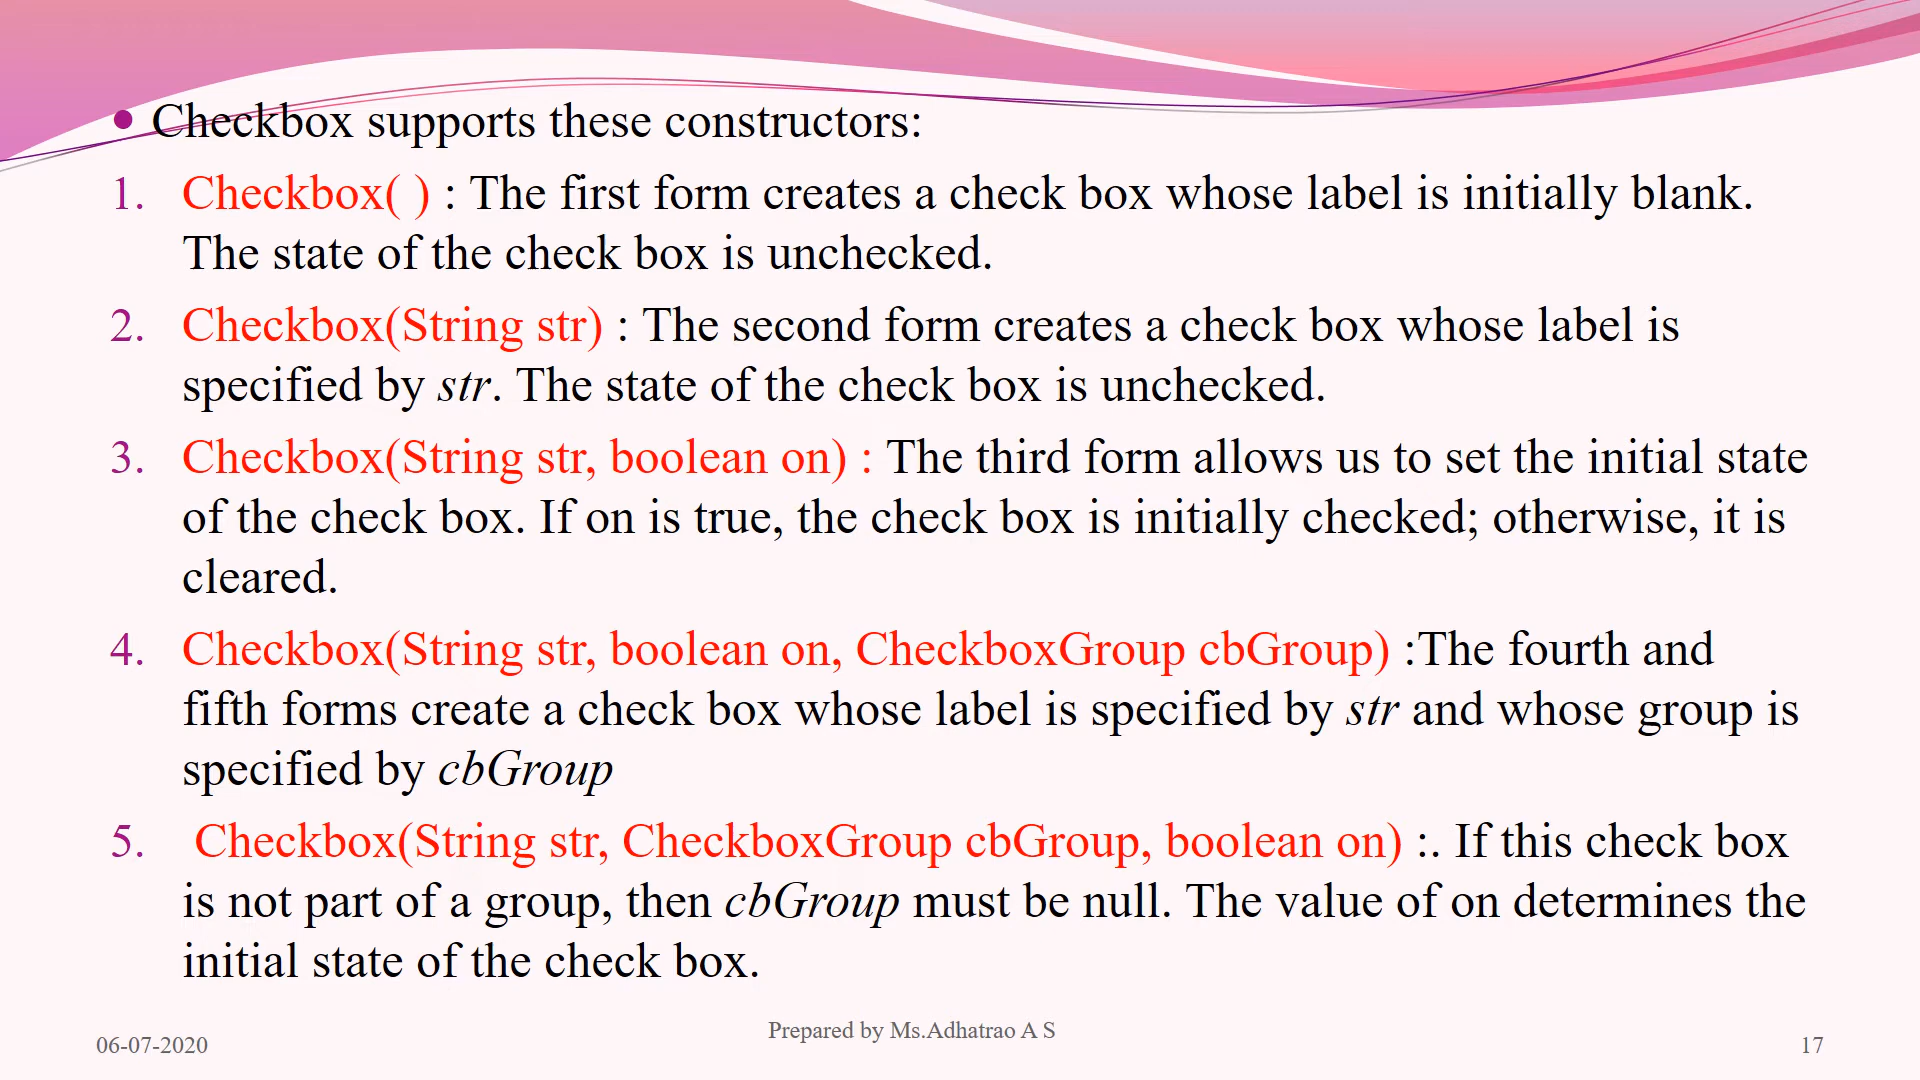 • Checkbox supports these constructors:
1. Checkbox( ) : The first form creates a check box whose label is initially blank.
The state of the check box is unchecked.
2. Checkbox(String str) : The second form creates a check box whose label is
specified by str. The state of the check box is unchecked.
3. Checkbox(String str, boolean on) : The third form allows us to set the initial state
of the check box. If on is true, the check box is initially checked; otherwise, it is
cleared.
4. Checkbox(String str, boolean on, CheckboxGroup cbGroup) :The fourth and
fifth forms create a check box whose label is specified by str and whose group is
specified by cbGroup
5. Checkbox(String str, CheckboxGroup cbGroup, boolean on) :. If this check box
is not part of a group, then cbGroup must be null. The value of on determines the
initial state of the check box.
06-07-2020
Prepared by Ms.Adhatrao A S
17